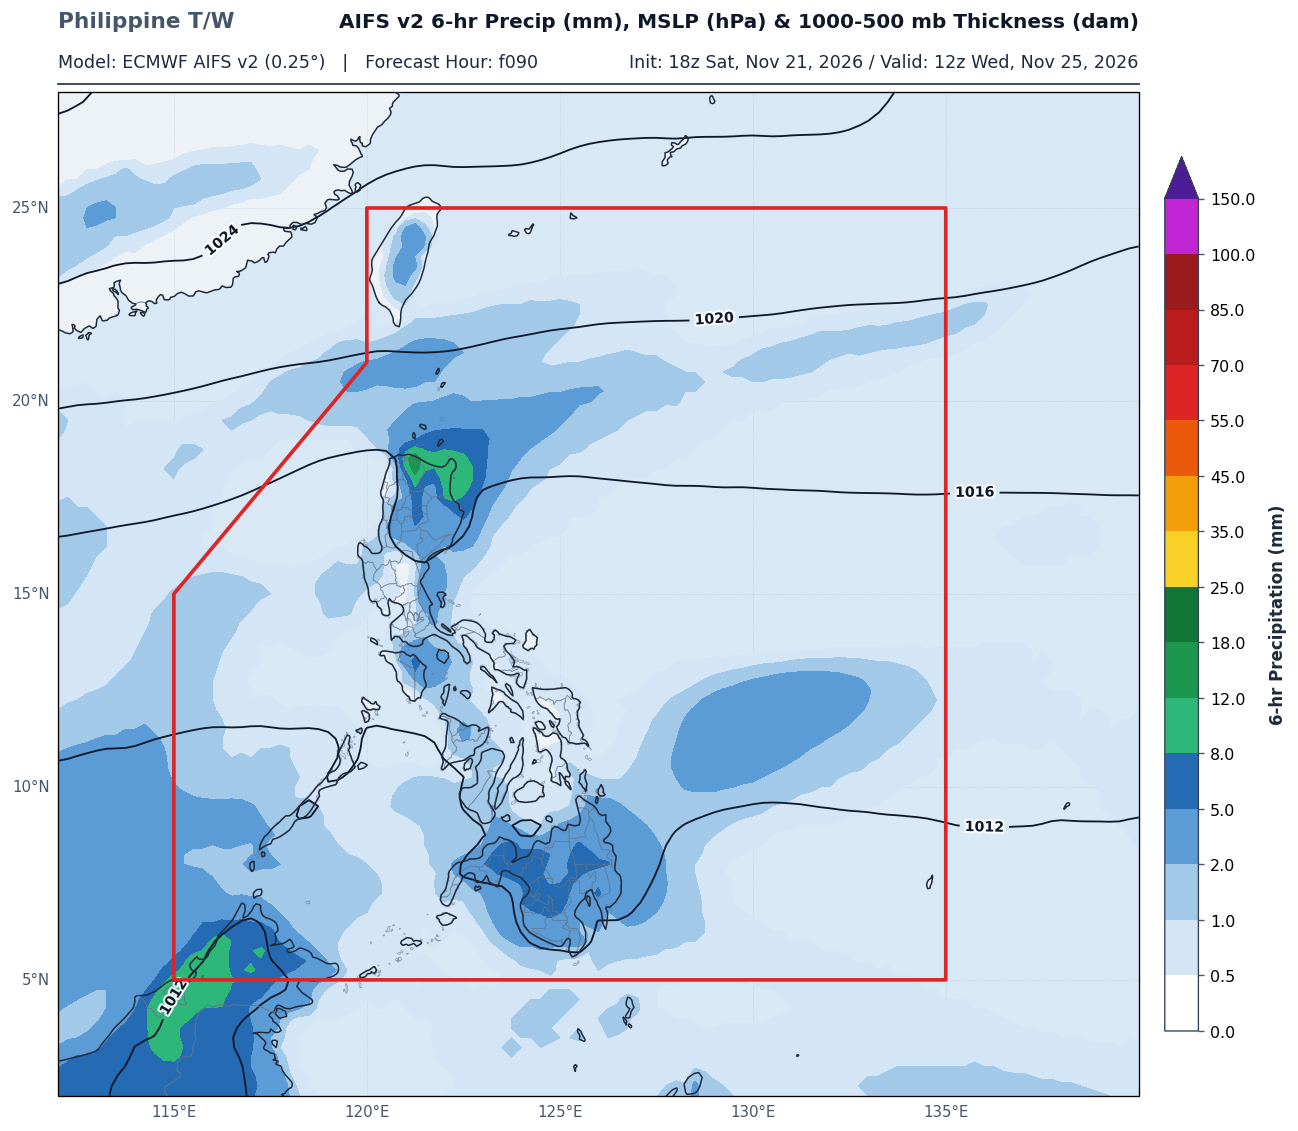 Philippine T/W
AIFS v2 6-hr Precip (mm), MSLP (hPa) & 1000-500 mb Thickness (dam)
Model: ECMWF AIFS v2 (0.25°) | Forecast Hour: f090
Init: 18z Sat, Nov 21, 2026 / Valid: 12z Wed, Nov 25, 2026
25°N
20°N
15°N
10°N
5°N
1024
1020
1016
1012
1012
115°E
120°E
125°E
130°E
135°E
150.0
100.0
85.0
70.0
55.0
45.0
35.0
25.0
18.0
12.0
8.0
5.0
2.0
1.0
0.5
0.0
6-hr Precipitation (mm)